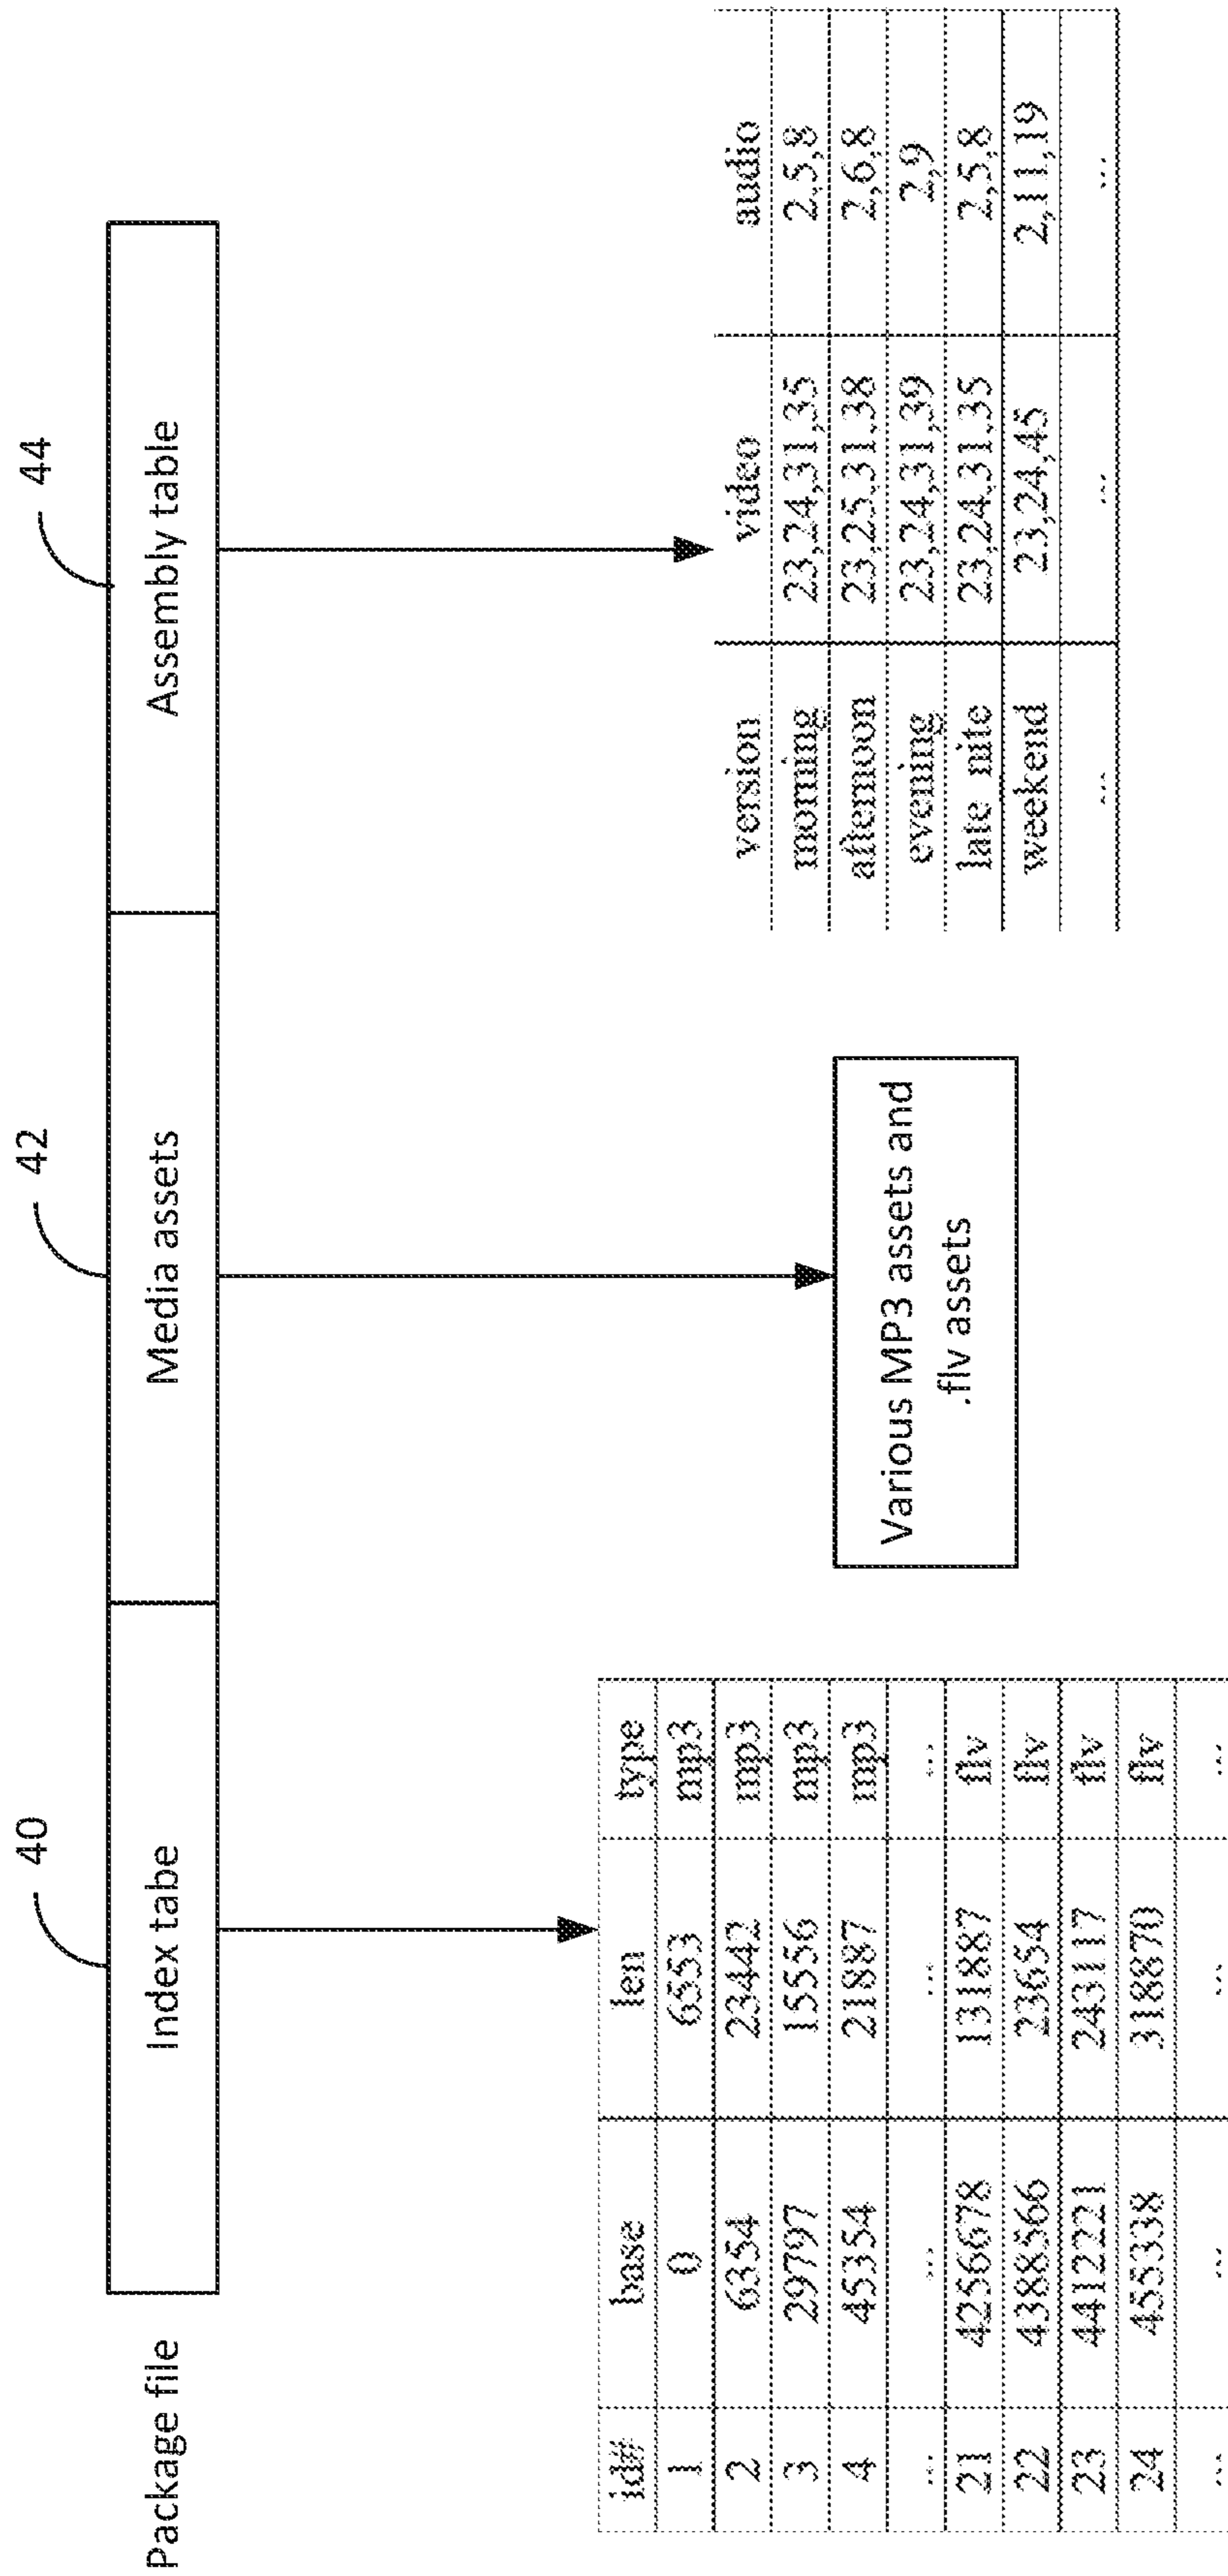 40
42
44
Package file
Index tabe
Media assets
Assembly table
id# base len type
1 0 6553 mp3
2 6354 23442 mp3
3 29797 15556 mp3
4 45354 21887 mp3
... ... ... ...
21 4256678 131887 flv
22 4388566 23654 flv
23 4412221 243117 flv
24 455338 318870 flv
... ... ... ...
Various MP3 assets and
.flv assets
version video audio
morning 23,24,31,35 2,5,8
afternoon 23,25,31,38 2,6,8
evening 23,24,31,39 2,9
late nite 23,24,31,35 2,5,8
weekend 23,24,45 2,11,19
... ... ...